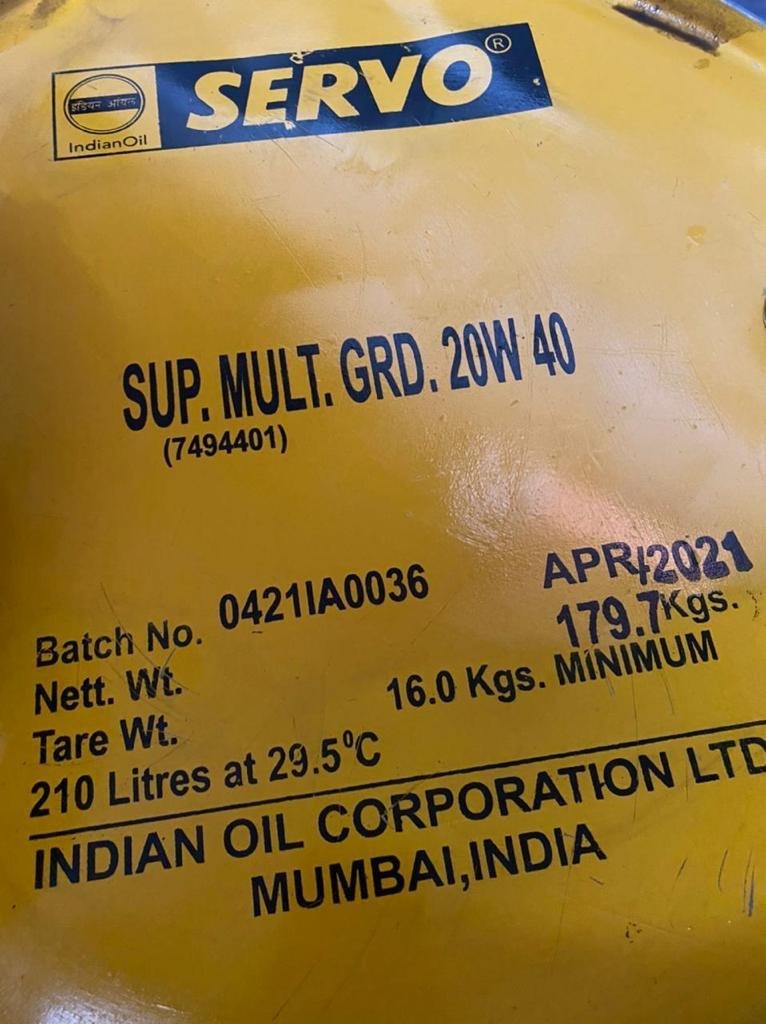 SERVO®
इंडियन ऑयल
IndianOil
SUP. MULT. GRD. 20W 40
(7494401)
Batch No. 0421IA0036 APR/2021
Nett. Wt. 179.7Kgs.
Tare Wt. 16.0 Kgs. MINIMUM
210 Litres at 29.5°C
INDIAN OIL CORPORATION LTD
MUMBAI,INDIA